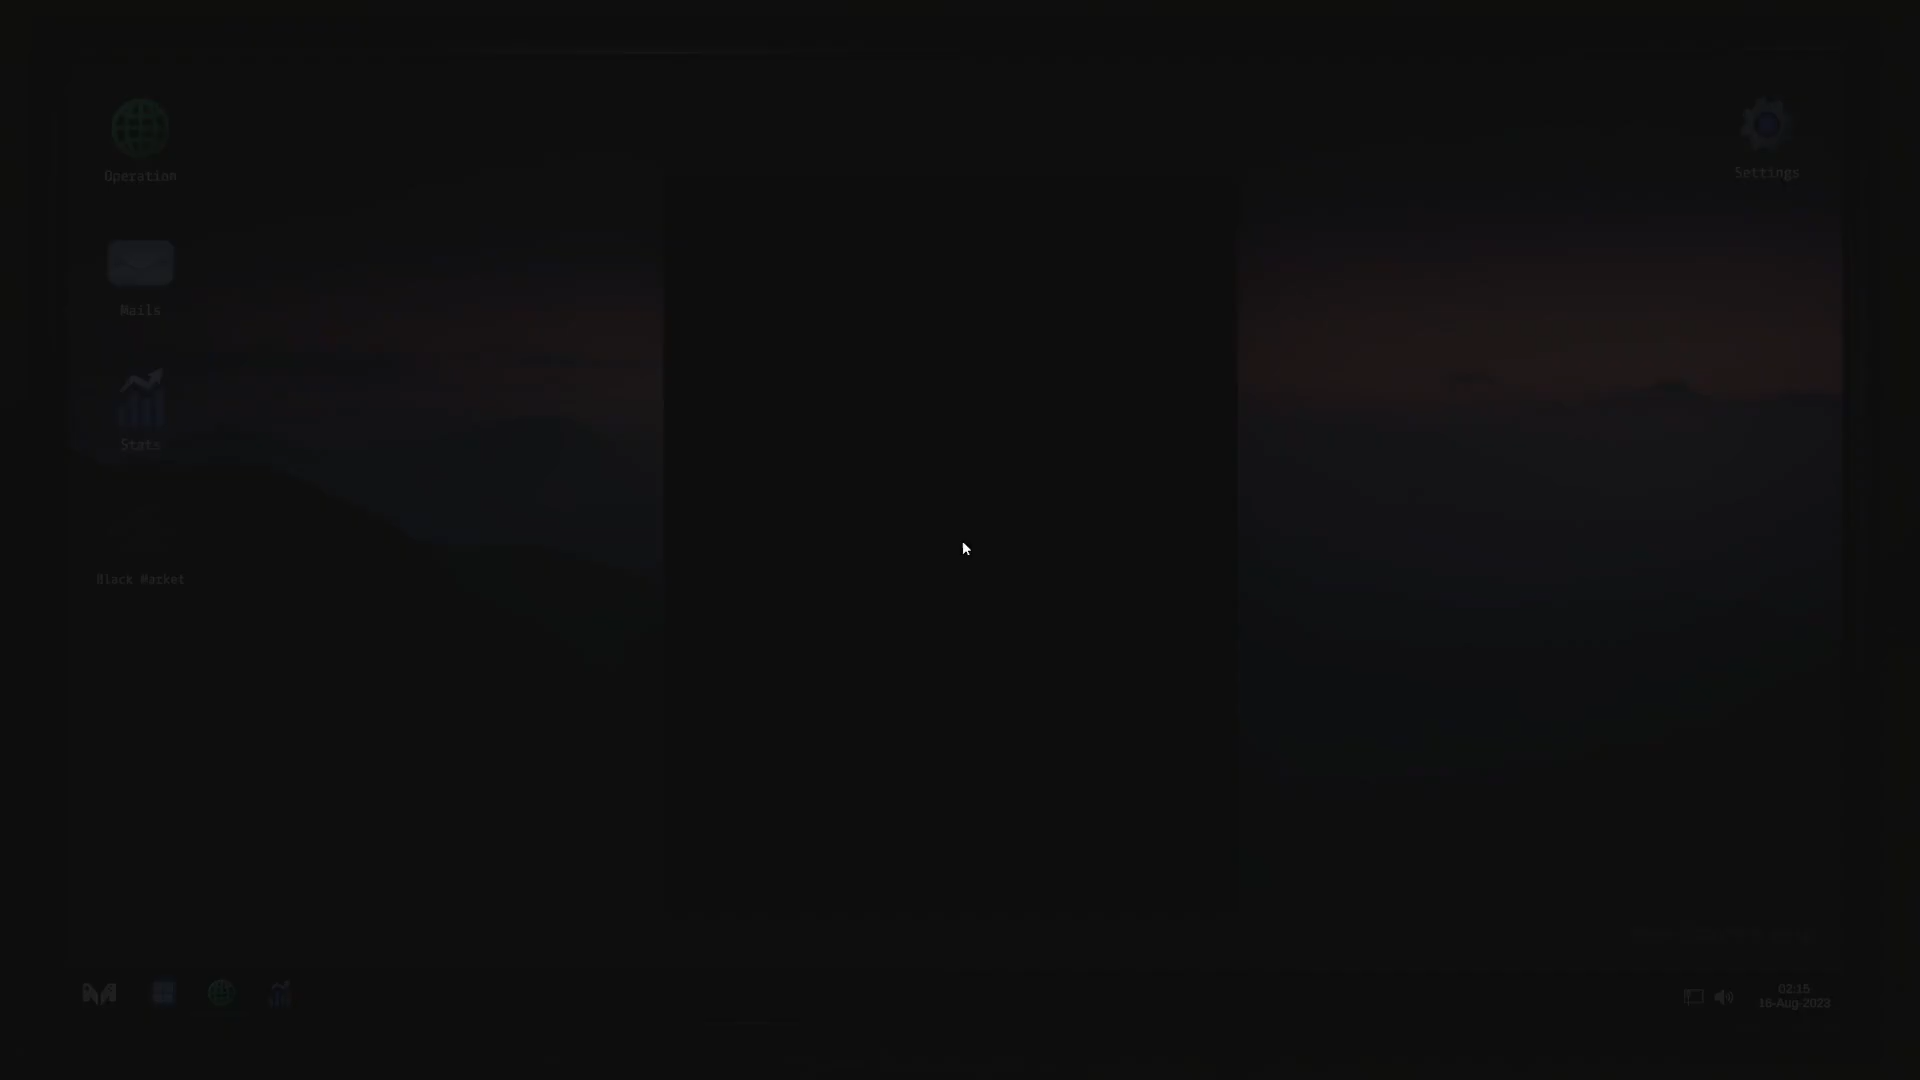 Operation
Settings
Mails
Stats
Black Market
02:15
16-Aug-2023